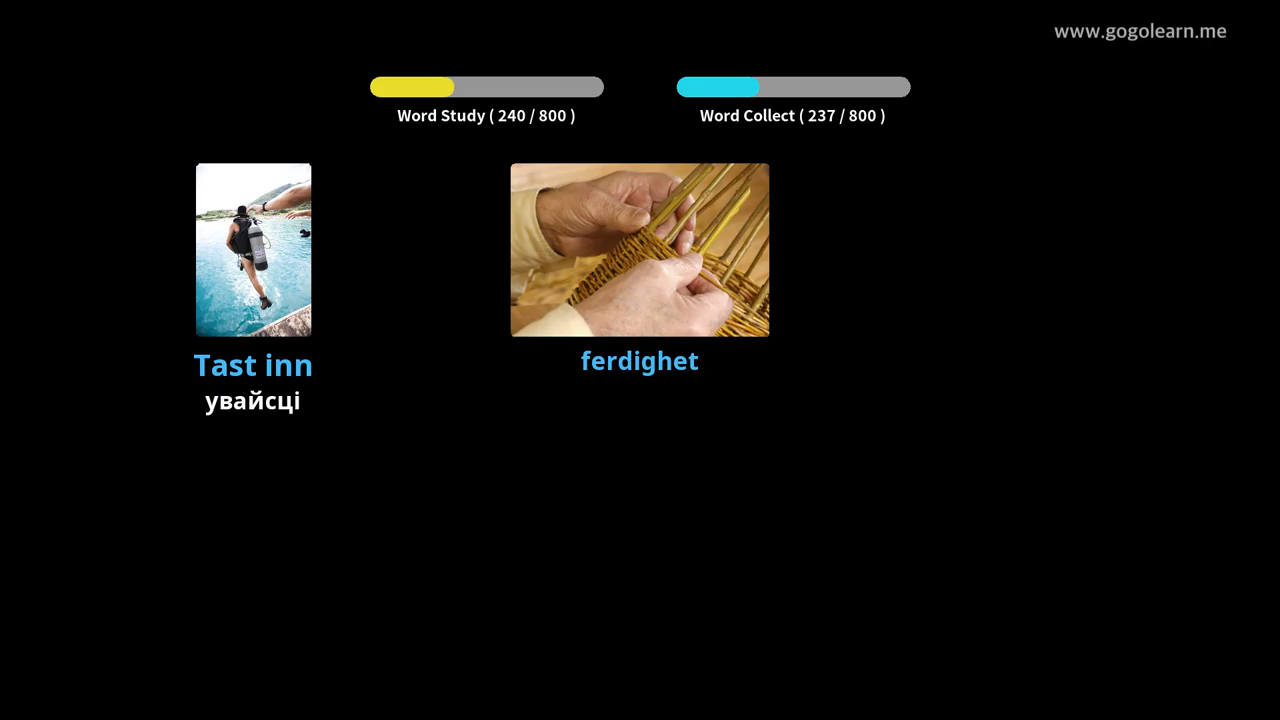 www.gogolearn.me
Word Study ( 240 / 800 )
Word Collect ( 237 / 800 )
Tast inn
увайсці
ferdighet